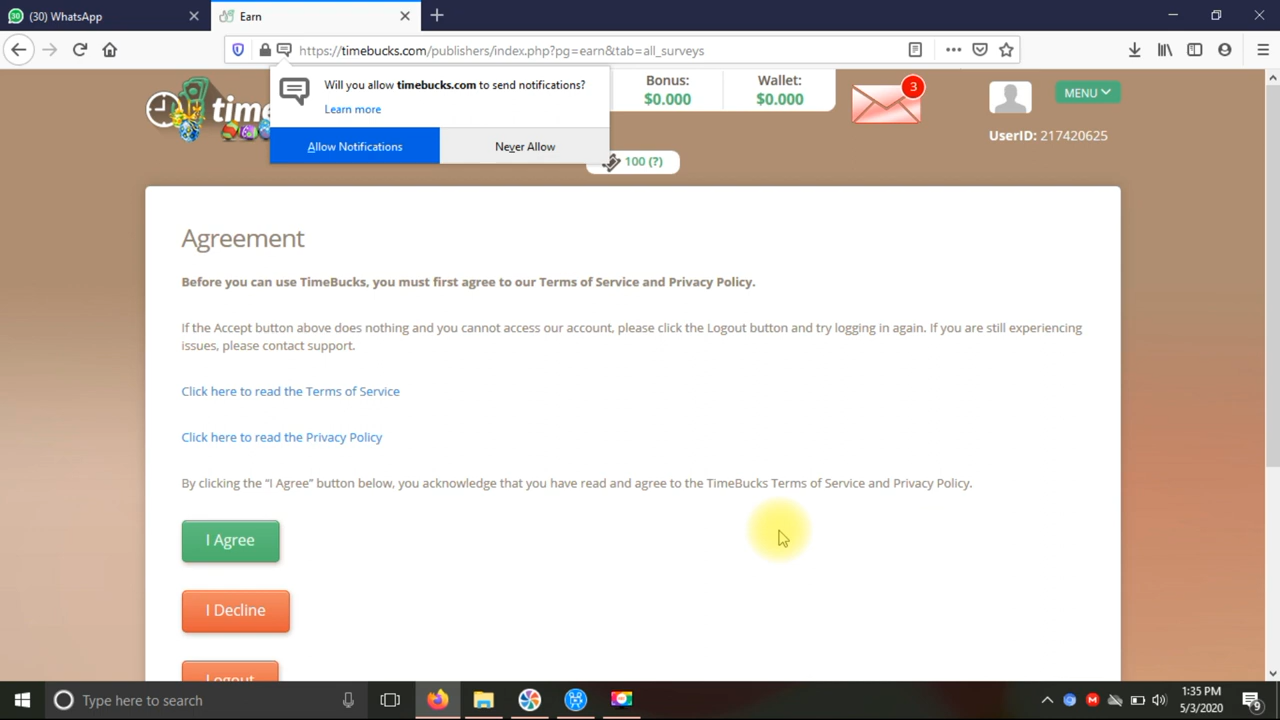 (30) WhatsApp
Earn
https://timebucks.com/publishers/index.php?pg=earn&tab=all_surveys
Will you allow timebucks.com to send notifications?
Learn more
Allow Notifications
Never Allow
time
Bonus:
$0.000
Wallet:
$0.000
3
MENU
UserID: 217420625
100 (?)
Agreement
Before you can use TimeBucks, you must first agree to our Terms of Service and Privacy Policy.
If the Accept button above does nothing and you cannot access our account, please click the Logout button and try logging in again. If you are still experiencing
issues, please contact support.
Click here to read the Terms of Service
Click here to read the Privacy Policy
By clicking the “I Agree” button below, you acknowledge that you have read and agree to the TimeBucks Terms of Service and Privacy Policy.
I Agree
I Decline
Logout
Type here to search
1:35 PM
5/3/2020
9